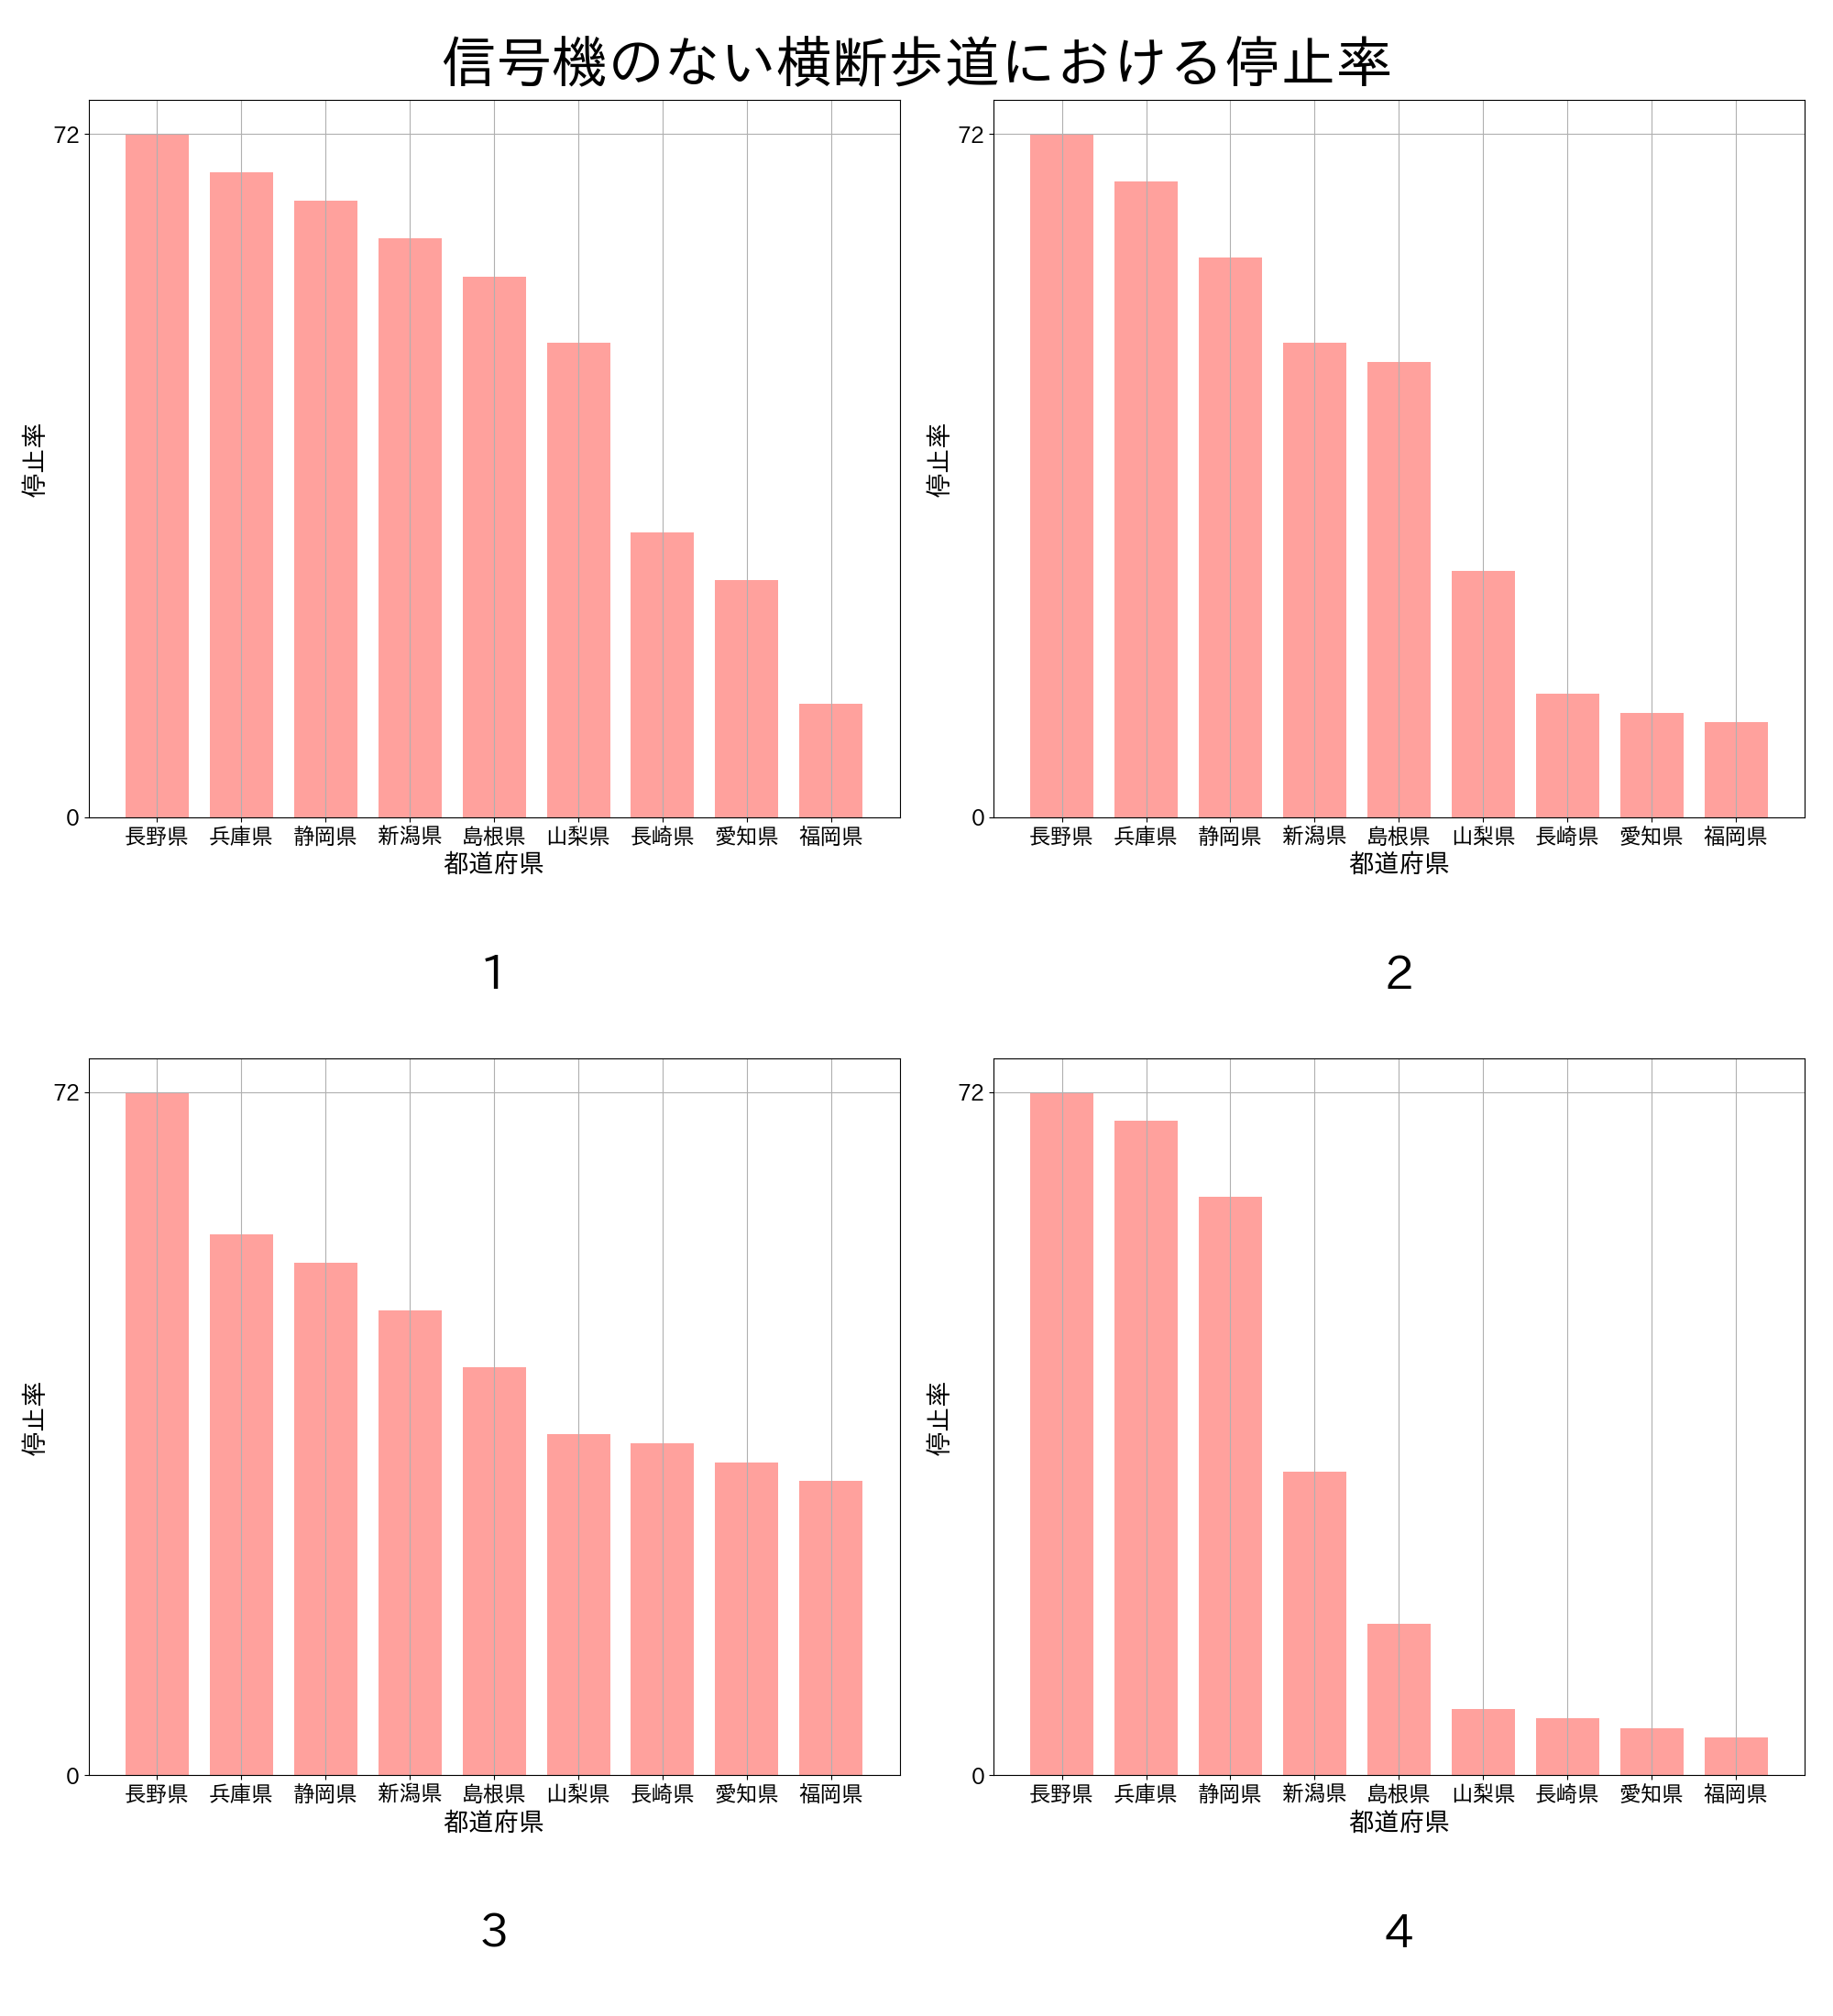 信号機のない横断歩道における停止率
72
停止率
0
長野県 兵庫県 静岡県 新潟県 島根県 山梨県 長崎県 愛知県 福岡県
都道府県
1
72
停止率
0
長野県 兵庫県 静岡県 新潟県 島根県 山梨県 長崎県 愛知県 福岡県
都道府県
2
72
停止率
0
長野県 兵庫県 静岡県 新潟県 島根県 山梨県 長崎県 愛知県 福岡県
都道府県
3
72
停止率
0
長野県 兵庫県 静岡県 新潟県 島根県 山梨県 長崎県 愛知県 福岡県
都道府県
4